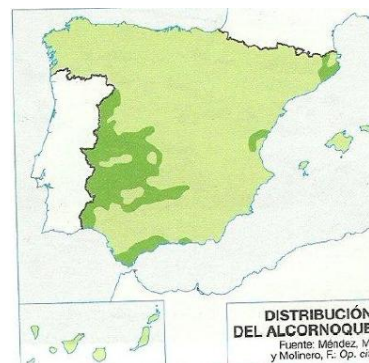 DISTRIBUCIÓN
DEL ALCORNOQUE
Fuente: Méndez, M
y Molinero, F.: Op. ci